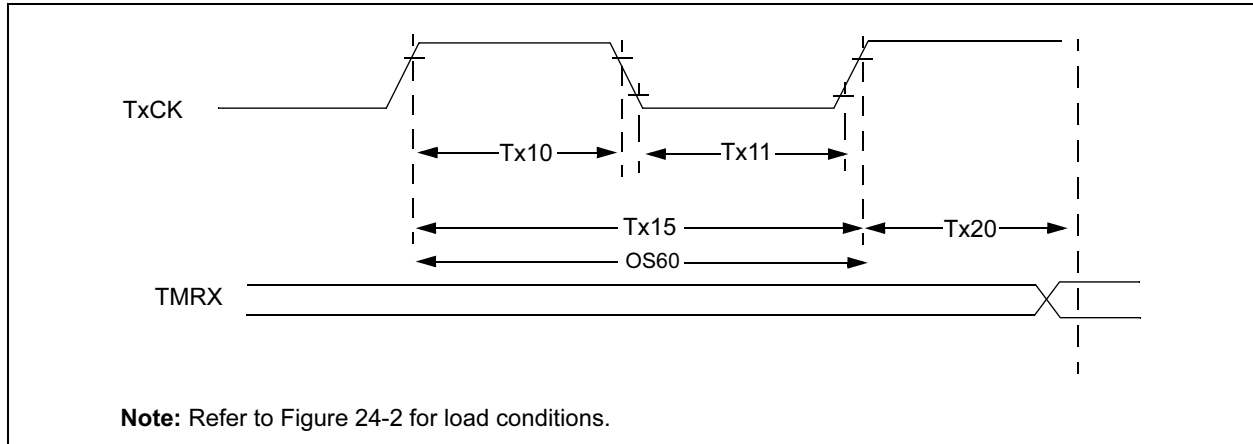 TxCK
Tx10
Tx11
Tx15
Tx20
OS60
TMRX
Note: Refer to Figure 24-2 for load conditions.